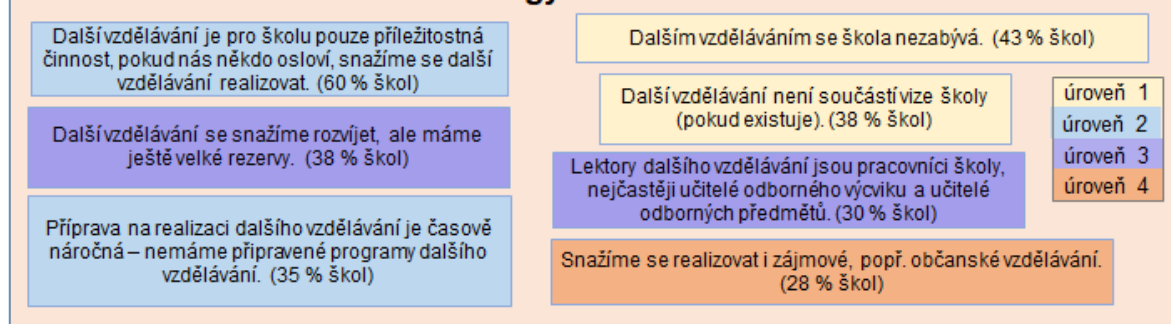 Další vzdělávání je pro školu pouze příležitostná
činnost, pokud nás někdo osloví, snažíme se další
vzdělávání realizovat. (60 % škol)
Další vzdělávání se snažíme rozvíjet, ale máme
ještě velké rezervy. (38 % škol)
Příprava na realizaci dalšího vzdělávání je časově
náročná – nemáme připravené programy dalšího
vzdělávání. (35 % škol)
Dalším vzděláváním se škola nezabývá. (43 % škol)
Další vzdělávání není součástí vize školy
(pokud existuje). (38 % škol)
Lektory dalšího vzdělávání jsou pracovníci školy,
nejčastěji učitelé odborného výcviku a učitelé
odborných předmětů. (30 % škol)
Snažíme se realizovat i zájmové, popř. občanské vzdělávání.
(28 % škol)
úroveň 1
úroveň 2
úroveň 3
úroveň 4